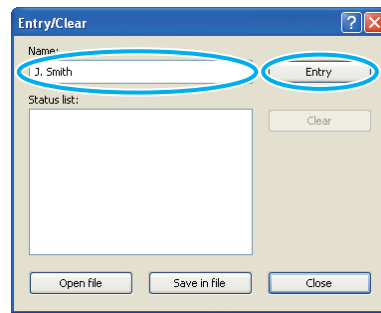 Entry/Clear
Name:
J. Smith
Entry
Status list:
Clear
Open file
Save in file
Close